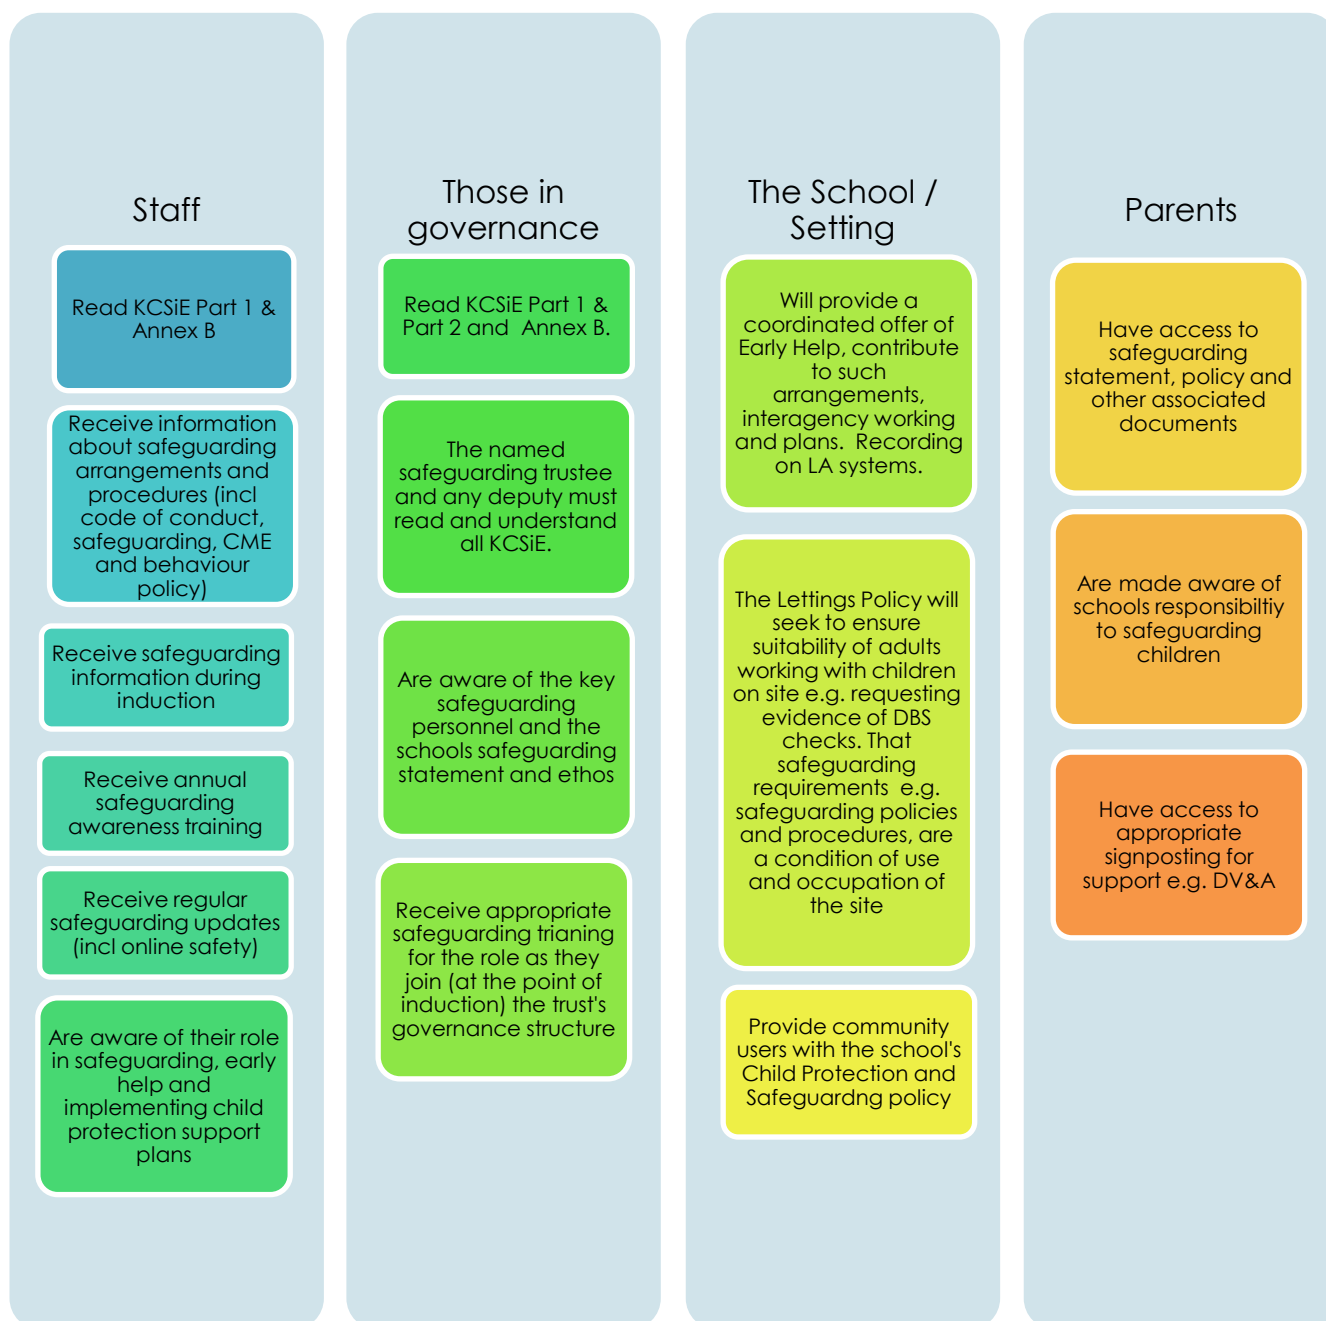 Staff
Read KCSiE Part 1 &
Annex B
Receive information
about safeguarding
arrangements and
procedures (incl
code of conduct,
safeguarding, CME
and behaviour
policy)
Receive safeguarding
information during
induction
Receive annual
safeguarding
awareness training
Receive regular
safeguarding updates
(incl online safety)
Are aware of their role
in safeguarding, early
help and
implementing child
protection support
plans
Those in
governance
Read KCSiE Part 1 &
Part 2 and  Annex B.
The named
safeguarding trustee
and any deputy must
read and understand
all KCSiE.
Are aware of the key
safeguarding
personnel and the
schools safeguarding
statement and ethos
Receive appropriate
safeguarding trianing
for the role as they
join (at the point of
induction) the trust's
governance structure
The School /
Setting
Will provide a
coordinated offer of
Early Help, contribute
to such
arrangements,
interagency working
and plans.  Recording
on LA systems.
The Lettings Policy will
seek to ensure
suitability of adults
working with children
on site e.g. requesting
evidence of DBS
checks. That
safeguarding
requirements  e.g.
safeguarding policies
and procedures, are
a condition of use
and occupation of
the site
Provide community
users with the school's
Child Protection and
Safeguardng policy
Parents
Have access to
safeguarding
statement, policy and
other associated
documents
Are made aware of
schools responsibiltiy
to safeguarding
children
Have access to
appropriate
signposting for
support e.g. DV&A